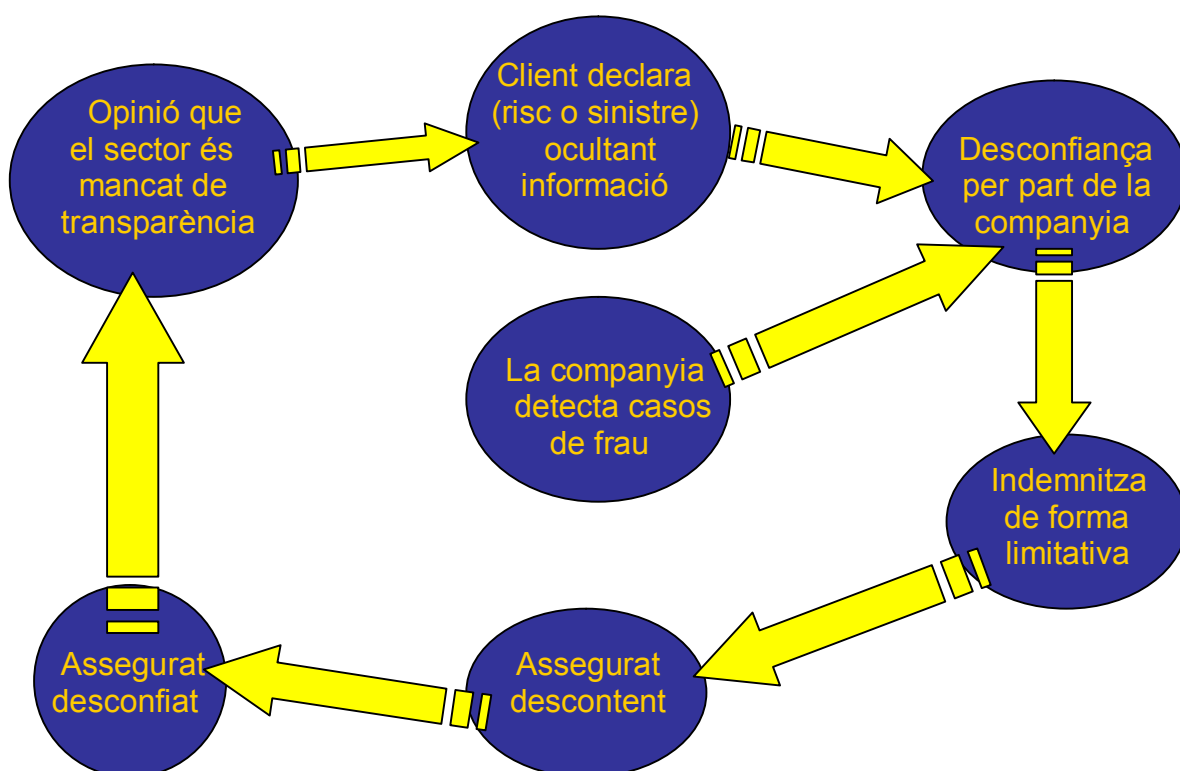 Opinió que
el sector és
mancat de
transparència
Client declara
(risc o sinistre)
ocultant
informació
Desconfiança
per part de la
companyia
La companyia
detecta casos
de frau
Indemnitza
de forma
limitativa
Assegurat
descontent
Assegurat
desconfiat